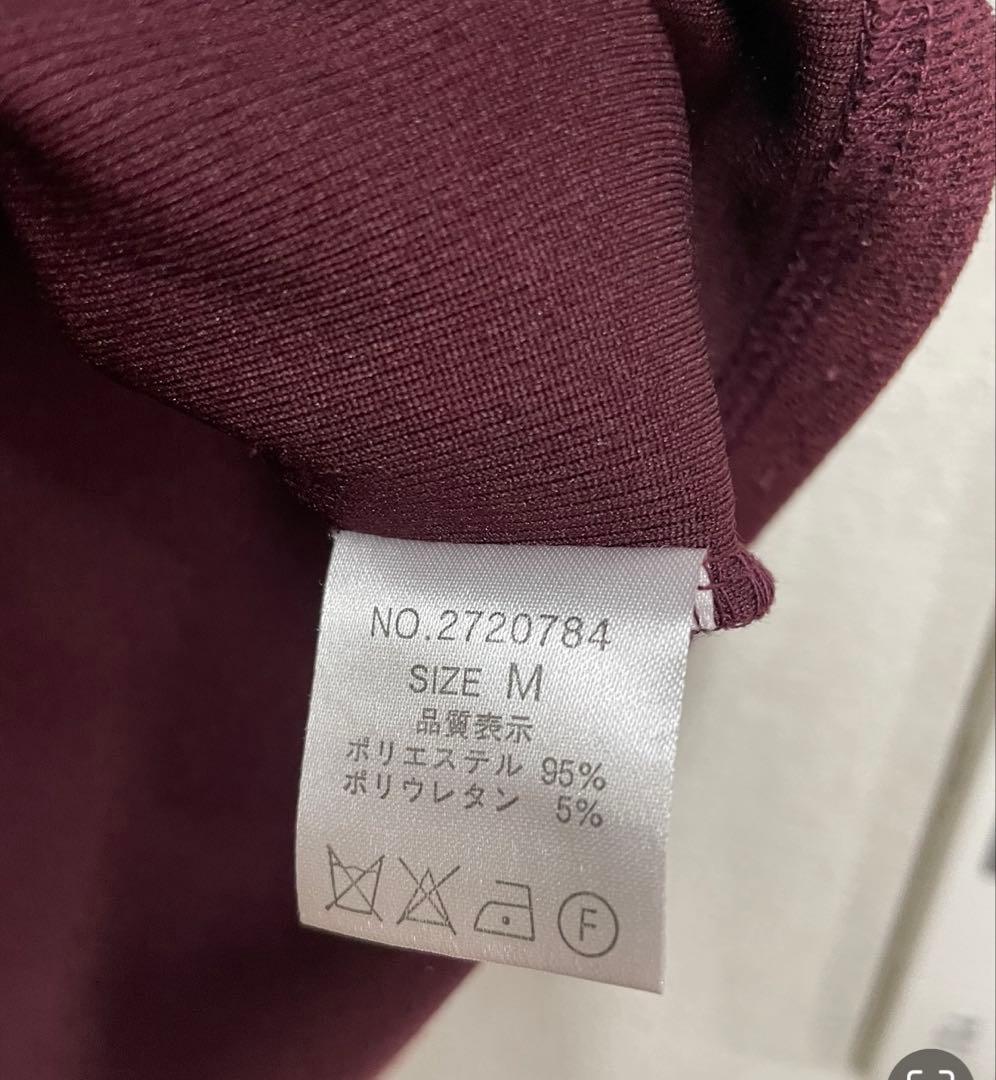 NO.2720784
SIZE M
品質表示
ポリエステル 95%
ポリウレタン 5%
F